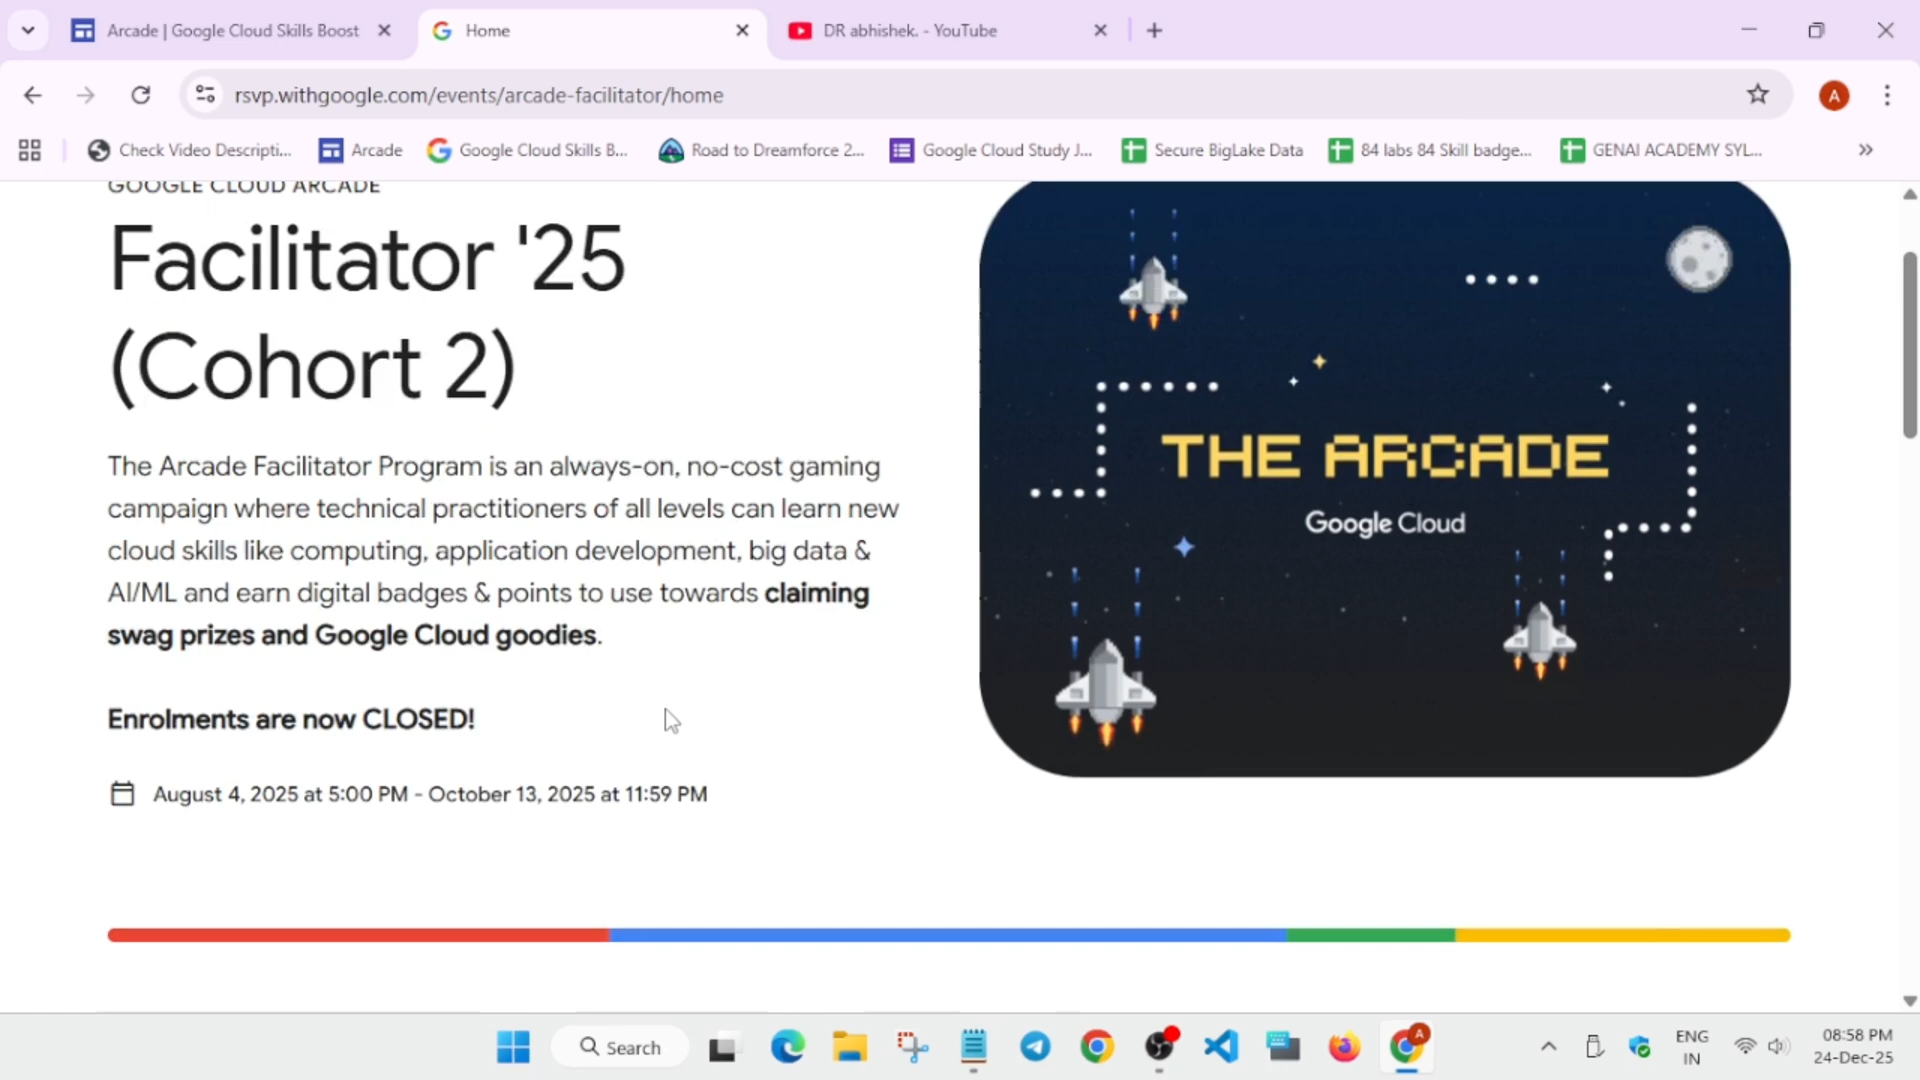 Arcade | Google Cloud Skills Boost
Home
DR abhishek. - YouTube
rsvp.withgoogle.com/events/arcade-facilitator/home
A
Check Video Descripti...
Arcade
Google Cloud Skills B...
Road to Dreamforce 2...
Google Cloud Study J...
Secure BigLake Data
84 labs 84 Skill badge...
GENAI ACADEMY SYL...
GOOGLE CLOUD ARCADE
Facilitator '25
(Cohort 2)
The Arcade Facilitator Program is an always-on, no-cost gaming
campaign where technical practitioners of all levels can learn new
cloud skills like computing, application development, big data &
AI/ML and earn digital badges & points to use towards claiming
swag prizes and Google Cloud goodies.
Enrolments are now CLOSED!
August 4, 2025 at 5:00 PM - October 13, 2025 at 11:59 PM
THE ARCADE
Google Cloud
Search
A
ENG
IN
08:58 PM
24-Dec-25